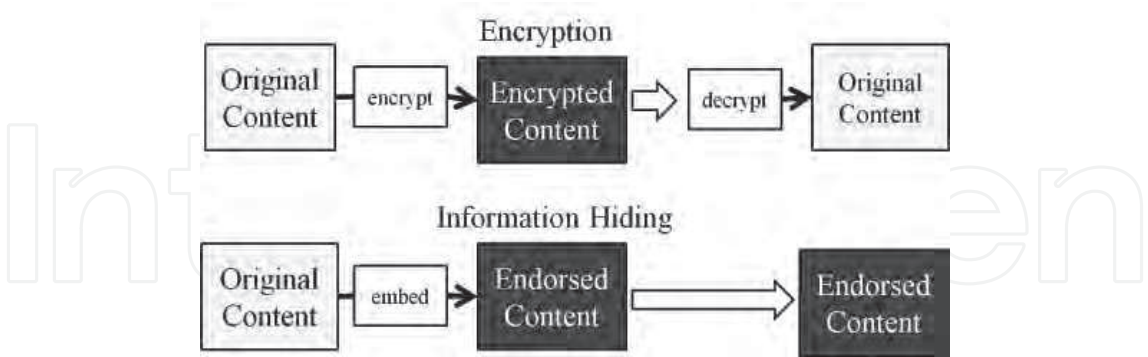 Encryption
Original
Content
encrypt
Encrypted
Content
decrypt
Original
Content
Information Hiding
Original
Content
embed
Endorsed
Content
Endorsed
Content